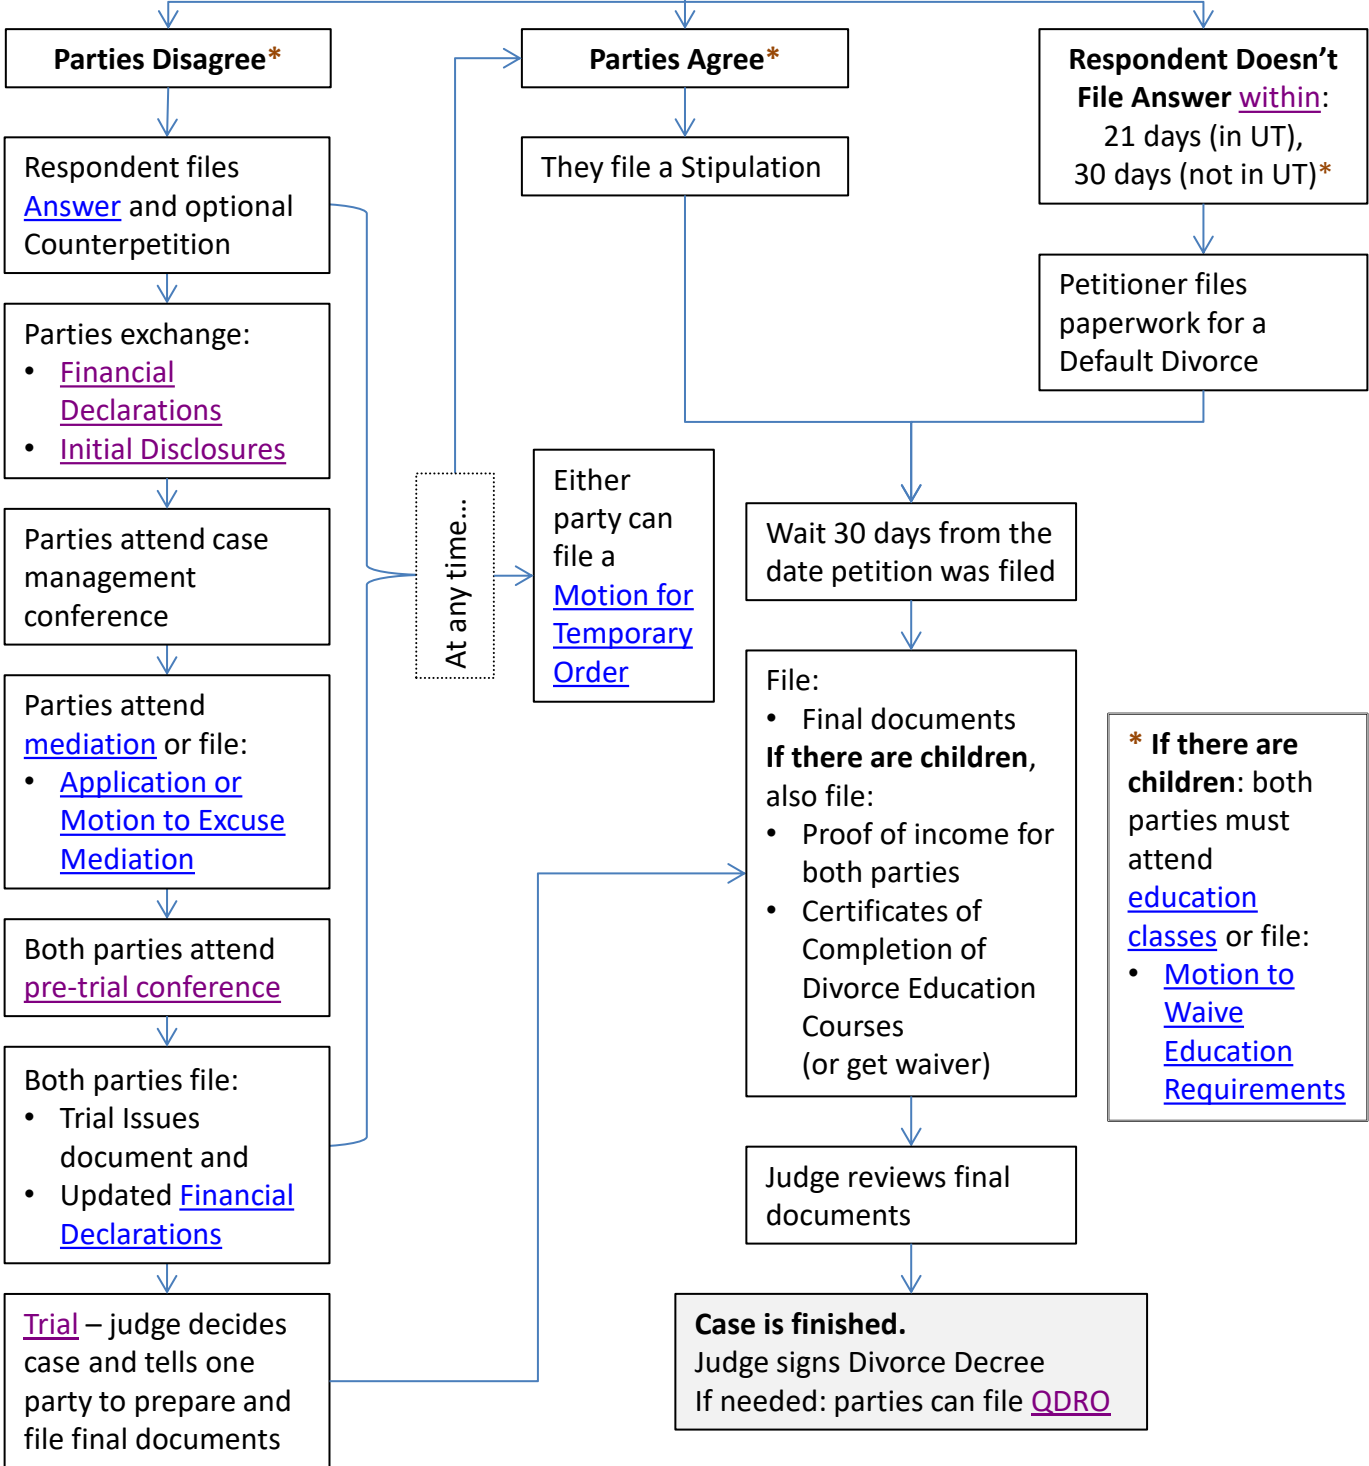 Parties Disagree*
Respondent files
Answer and optional
Counterpetition
Parties exchange:
• Financial
Declarations
• Initial Disclosures
Parties attend case
management
conference
Parties attend
mediation or file:
• Application or
Motion to Excuse
Mediation
Both parties attend
pre-trial conference
Both parties file:
• Trial Issues
document and
• Updated Financial
Declarations
Trial – judge decides
case and tells one
party to prepare and
file final documents
At any time...
Parties Agree*
They file a Stipulation
Either
party can
file a
Motion for
Temporary
Order
Respondent Doesn’t
File Answer within:
21 days (in UT),
30 days (not in UT)*
Petitioner files
paperwork for a
Default Divorce
Wait 30 days from the
date petition was filed
File:
• Final documents
If there are children,
also file:
• Proof of income for
both parties
• Certificates of
Completion of
Divorce Education
Courses
(or get waiver)
* If there are
children: both
parties must
attend
education
classes or file:
• Motion to
Waive
Education
Requirements
Judge reviews final
documents
Case is finished.
Judge signs Divorce Decree
If needed: parties can file QDRO